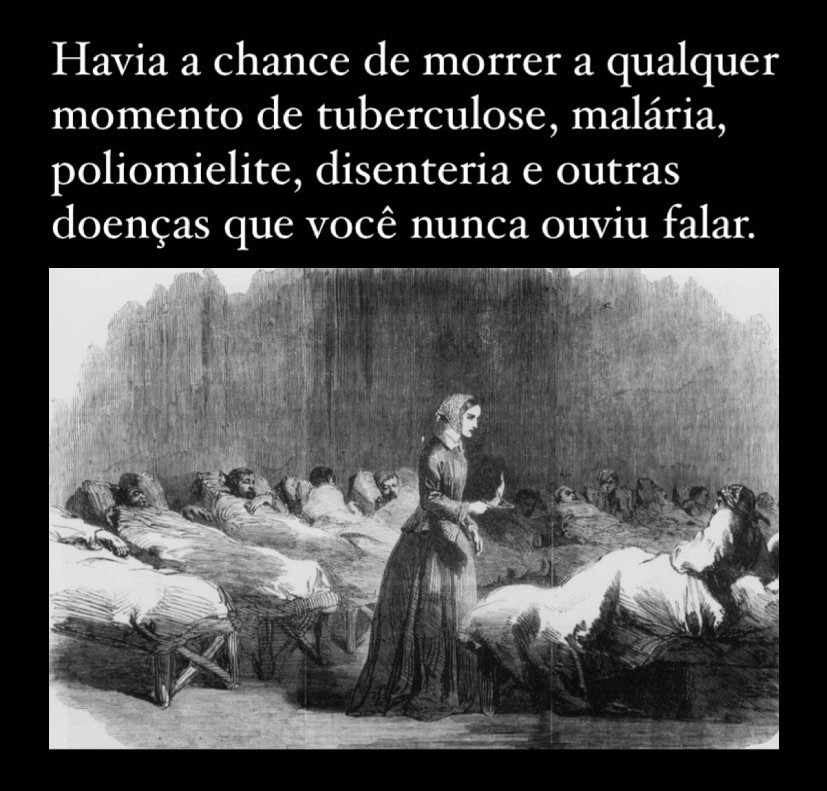 Havia a chance de morrer a qualquer
momento de tuberculose, malária,
poliomielite, disenteria e outras
doenças que você nunca ouviu falar.